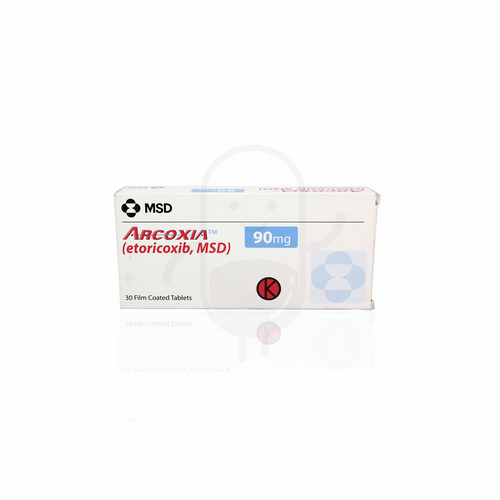 MSD
ARCOXIA™
(etoricoxib, MSD)
90mg
30 Film Coated Tablets
K